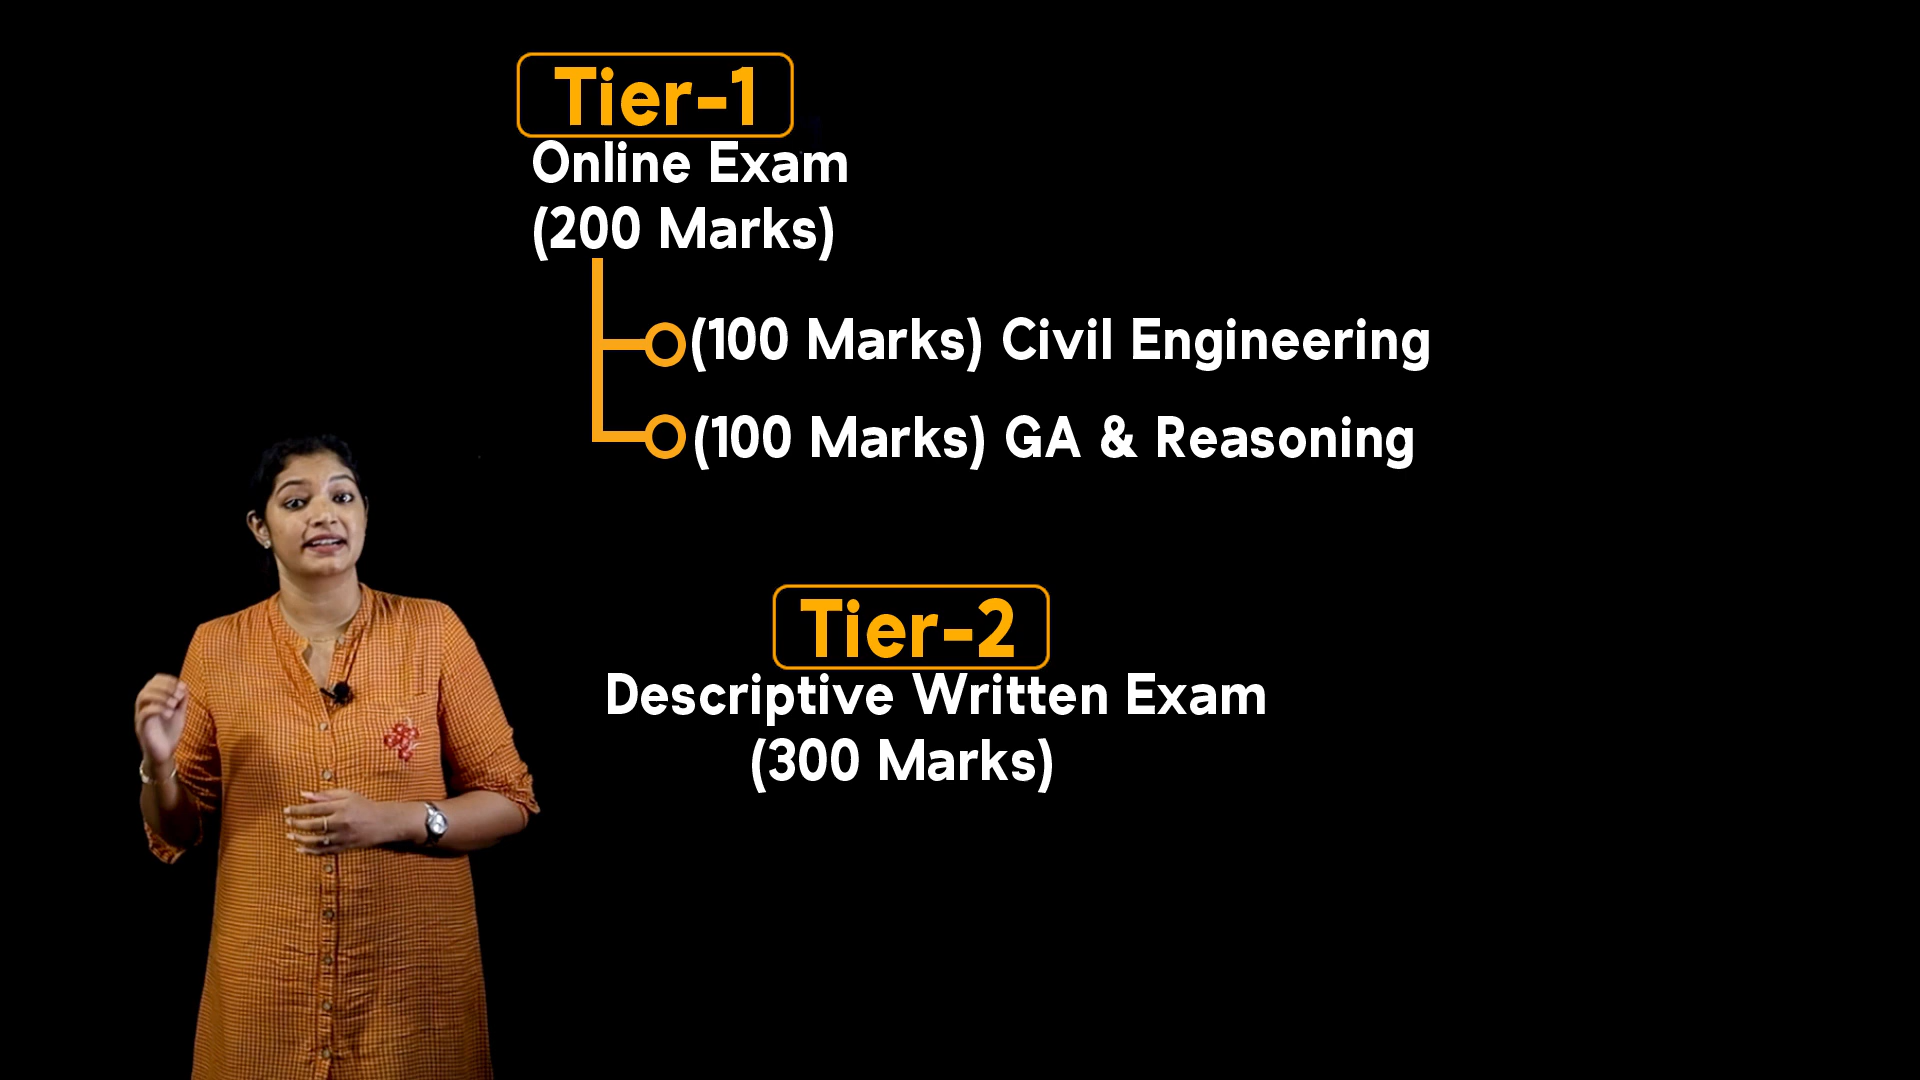 Tier-1
Online Exam
(200 Marks)
(100 Marks) Civil Engineering
(100 Marks) GA & Reasoning
Tier-2
Descriptive Written Exam
(300 Marks)